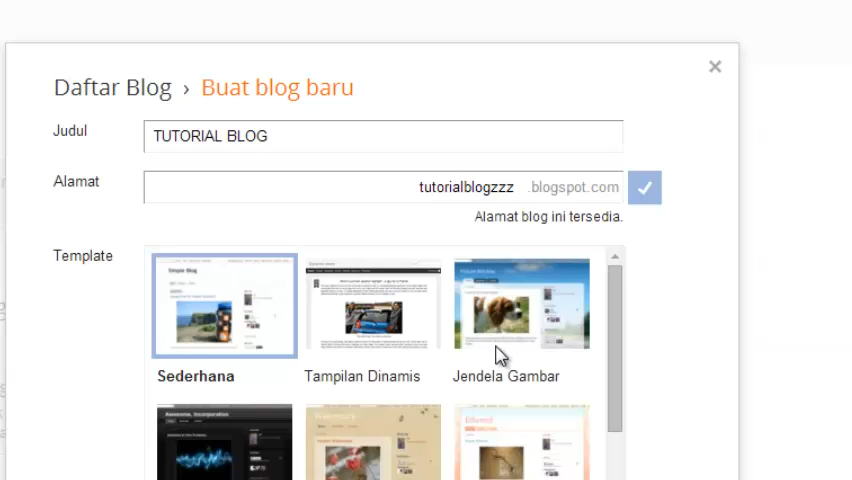 Daftar Blog › Buat blog baru
Judul
TUTORIAL BLOG
Alamat
tutorialblogzzz .blogspot.com
Alamat blog ini tersedia.
Template
Sederhana
Tampilan Dinamis
Jendela Gambar